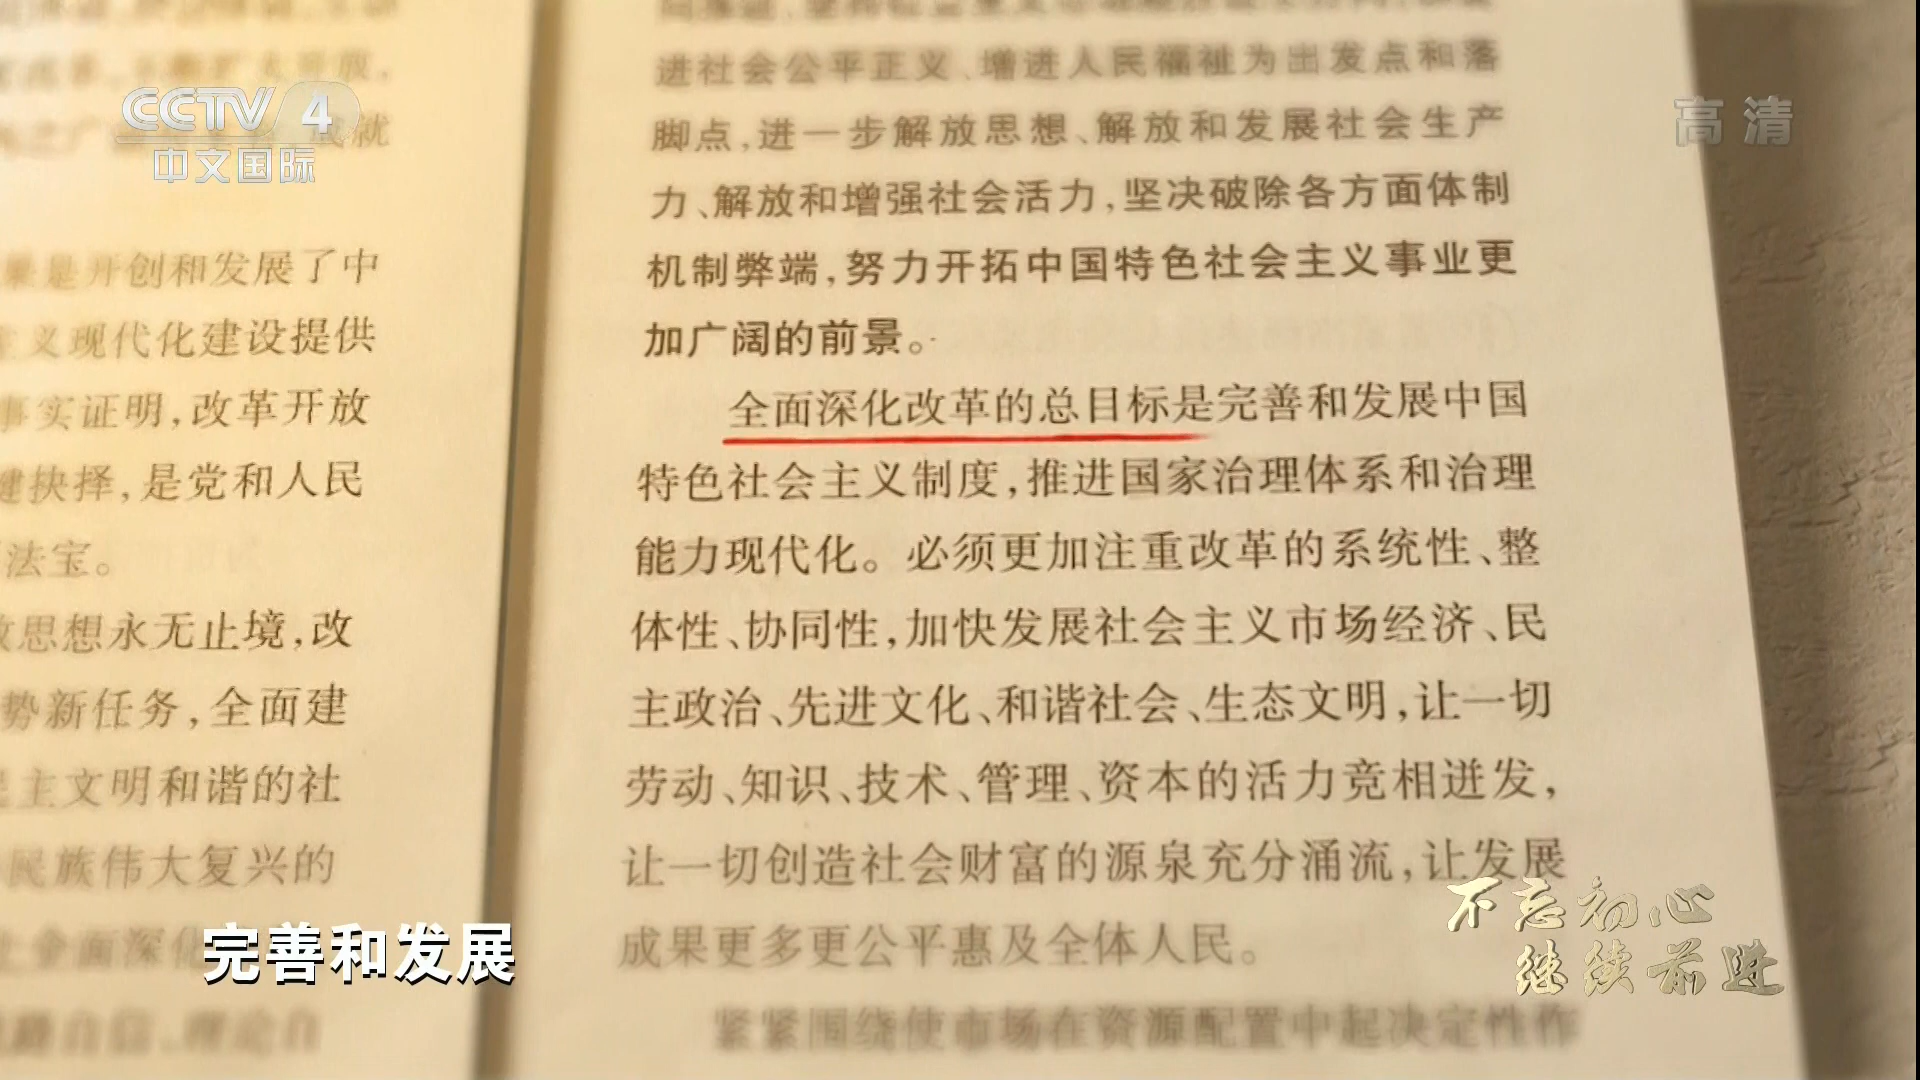 CCTV 4
中文国际
高清
果是开创和发展了中
主义现代化建设提供
事实证明,改革开放
键抉择,是党和人民
法宝。
思想永无止境,改
势新任务,全面建
民主文明和谐的社
民族伟大复兴的
全面深化
进社会公平正义、增进人民福祉为出发点和落
脚点,进一步解放思想、解放和发展社会生产
力、解放和增强社会活力,坚决破除各方面体制
机制弊端,努力开拓中国特色社会主义事业更
加广阔的前景。
全面深化改革的总目标是完善和发展中国
特色社会主义制度,推进国家治理体系和治理
能力现代化。必须更加注重改革的系统性、整
体性、协同性,加快发展社会主义市场经济、民
主政治、先进文化、和谐社会、生态文明,让一切
劳动、知识、技术、管理、资本的活力竞相迸发,
让一切创造社会财富的源泉充分涌流,让发展
成果更多更公平惠及全体人民。
紧紧围绕使市场在资源配置中起决定性作
完善和发展
不忘初心
继续前进